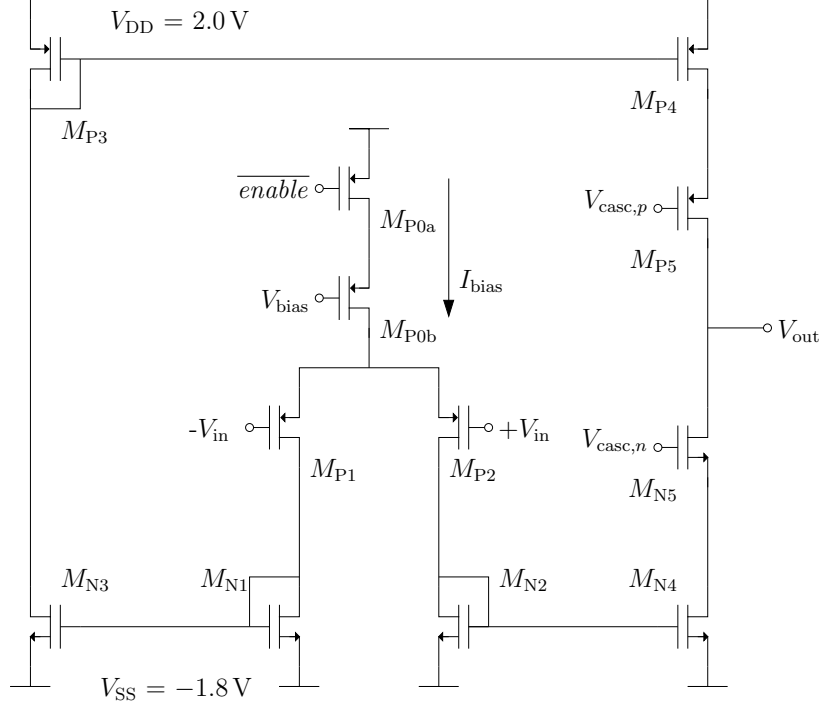 V_DD = 2.0 V
M_P3
M_P4
enable
V_casc,p
M_P0a
M_P5
V_bias
I_bias
M_P0b
V_out
-V_in
+V_in
V_casc,n
M_P1
M_P2
M_N5
M_N3
M_N1
M_N2
M_N4
V_SS = −1.8 V